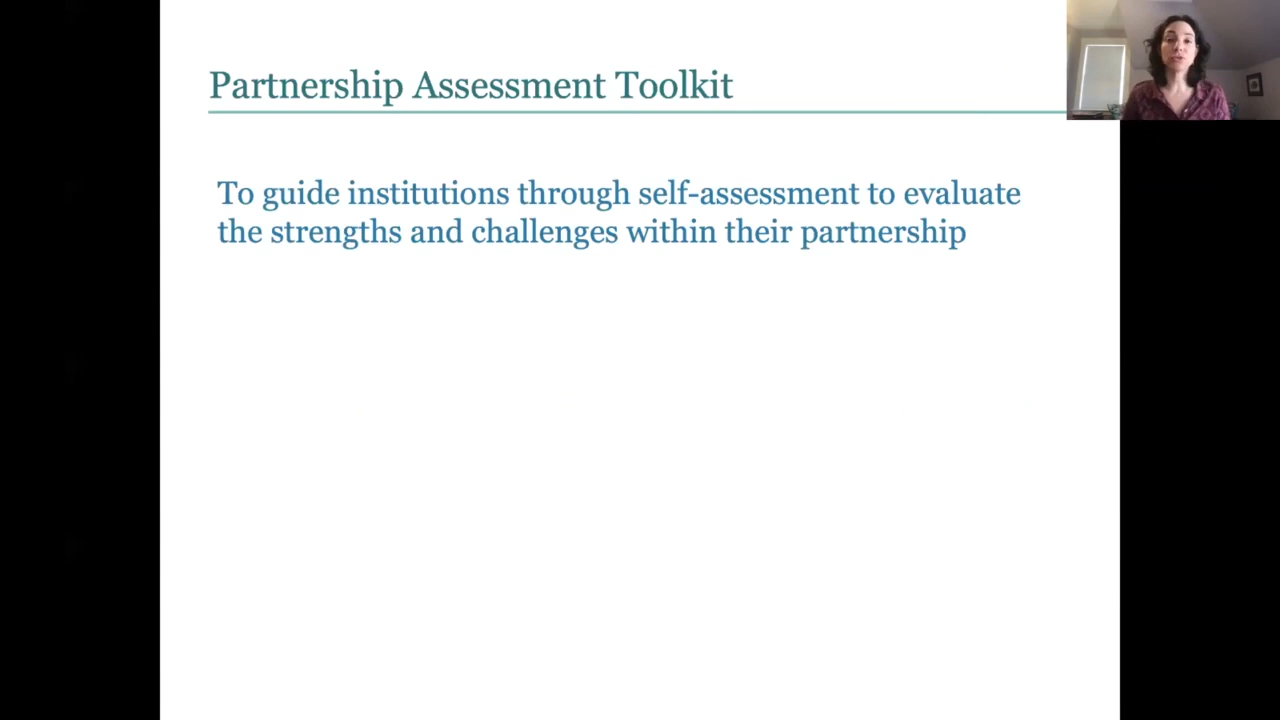 Partnership Assessment Toolkit
To guide institutions through self-assessment to evaluate
the strengths and challenges within their partnership